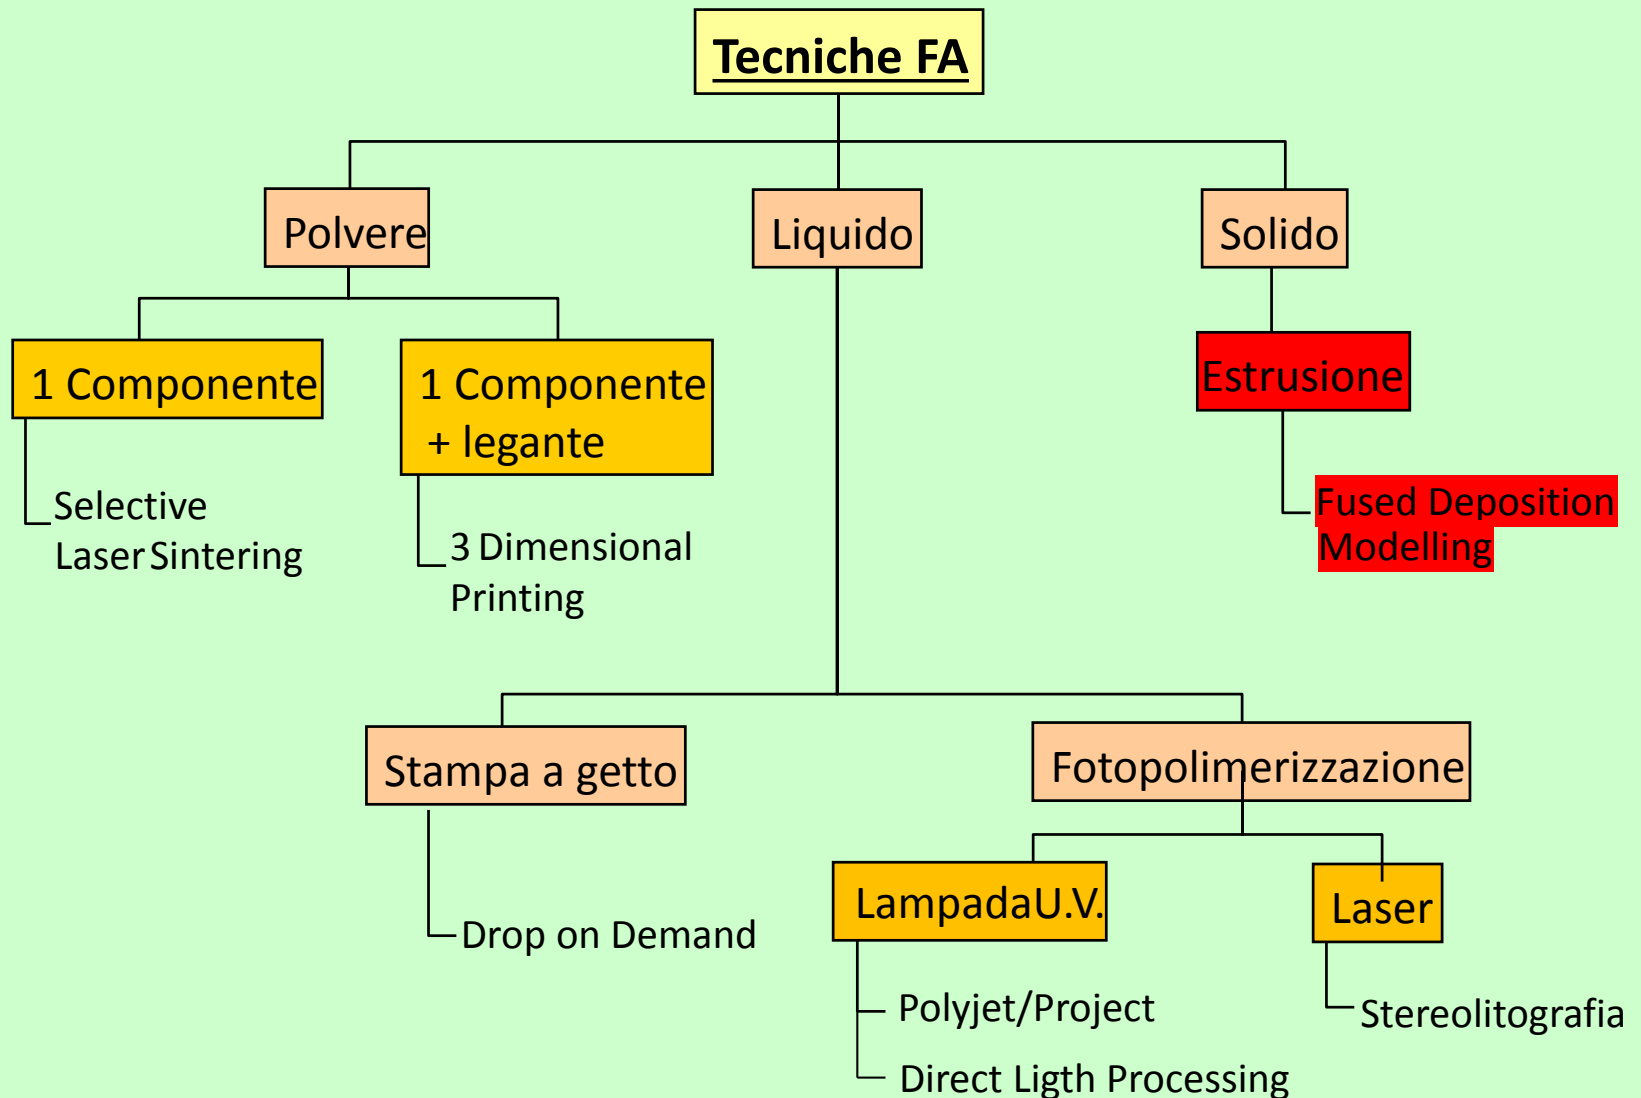 Tecniche FA
Polvere
Liquido
Solido
1 Componente
1 Componente
+ legante
Estrusione
Selective
Laser Sintering
3 Dimensional
Printing
Fused Deposition
Modelling
Stampa a getto
Fotopolimerizzazione
LampadaU.V.
Laser
Drop on Demand
Polyjet/Project
Stereolitografia
Direct Ligth Processing